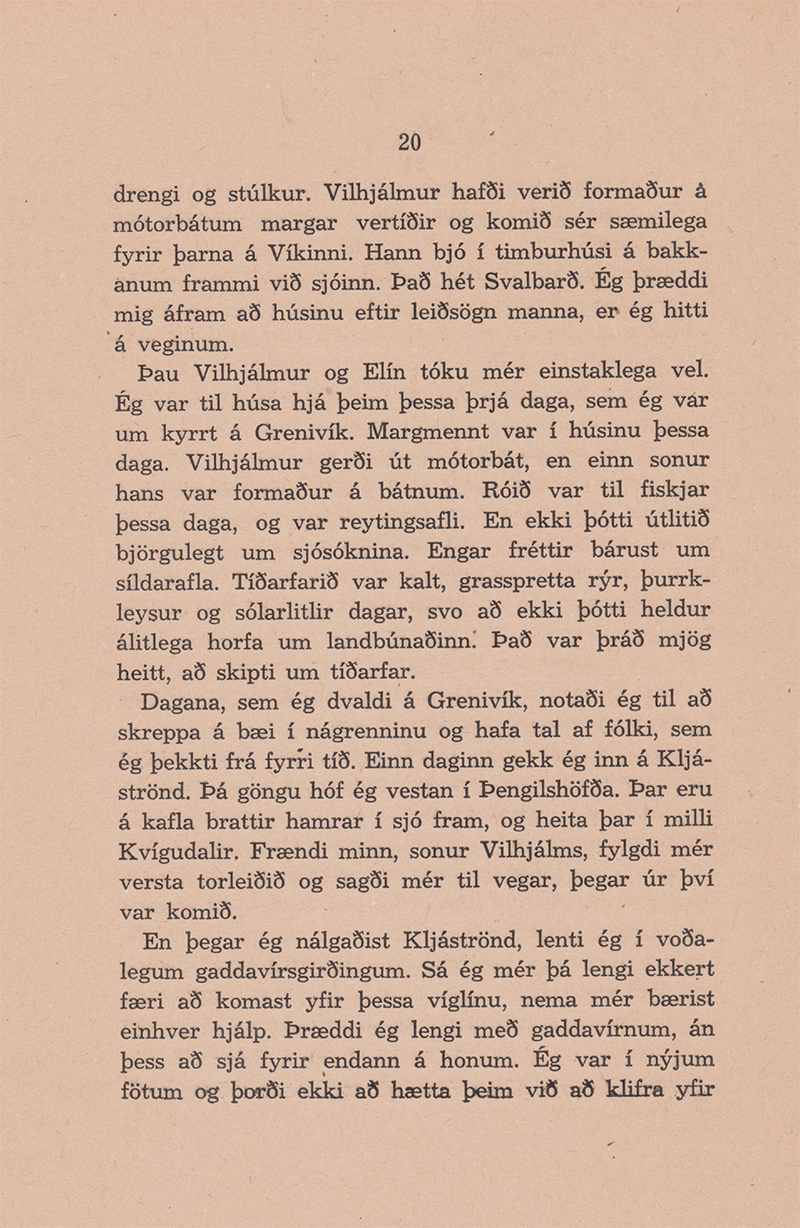 20
drengi og stúlkur. Vilhjálmur hafði verið formaður á
mótorbátum margar vertíðir og komið sér sæmilega
fyrir þarna á Víkinni. Hann bjó í timburhúsi á bakk-
anum frammi við sjóinn. Það hét Svalbarð. Ég þræddi
mig áfram að húsinu eftir leiðsögn manna, er ég hitti
á veginum.
Þau Vilhjálmur og Elín tóku mér einstaklega vel.
Ég var til húsa hjá þeim þessa þrjá daga, sem ég var
um kyrrt á Grenivík. Margmennt var í húsinu þessa
daga. Vilhjálmur gerði út mótorbát, en einn sonur
hans var formaður á bátnum. Róið var til fiskjar
þessa daga, og var reytingsafli. En ekki þótti útlitið
björgulegt um sjósóknina. Engar fréttir bárust um
síldarafla. Tíðarfarið var kalt, grasspretta rýr, þurrk-
leysur og sólarlitlir dagar, svo að ekki þótti heldur
álitlega horfa um landbúnaðinn. Það var þráð mjög
heitt, að skipti um tíðarfar.
Dagana, sem ég dvaldi á Grenivík, notaði ég til að
skreppa á bæi í nágrenninu og hafa tal af fólki, sem
ég þekkti frá fyrri tíð. Einn daginn gekk ég inn á Kljá-
strönd. Þá göngu hóf ég vestan í Þengilshöfða. Þar eru
á kafla brattir hamrar í sjó fram, og heita þar í milli
Kvígudalir. Frændi minn, sonur Vilhjálms, fylgdi mér
versta torleiðið og sagði mér til vegar, þegar úr því
var komið.
En þegar ég nálgaðist Kljáströnd, lenti ég í voða-
legum gaddavírsgirðingum. Sá ég mér þá lengi ekkert
færi að komast yfir þessa víglínu, nema mér bærist
einhver hjálp. Þræddi ég lengi með gaddavírnum, án
þess að sjá fyrir endann á honum. Ég var í nýjum
fötum og þorði ekki að hætta þeim við að klifra yfir